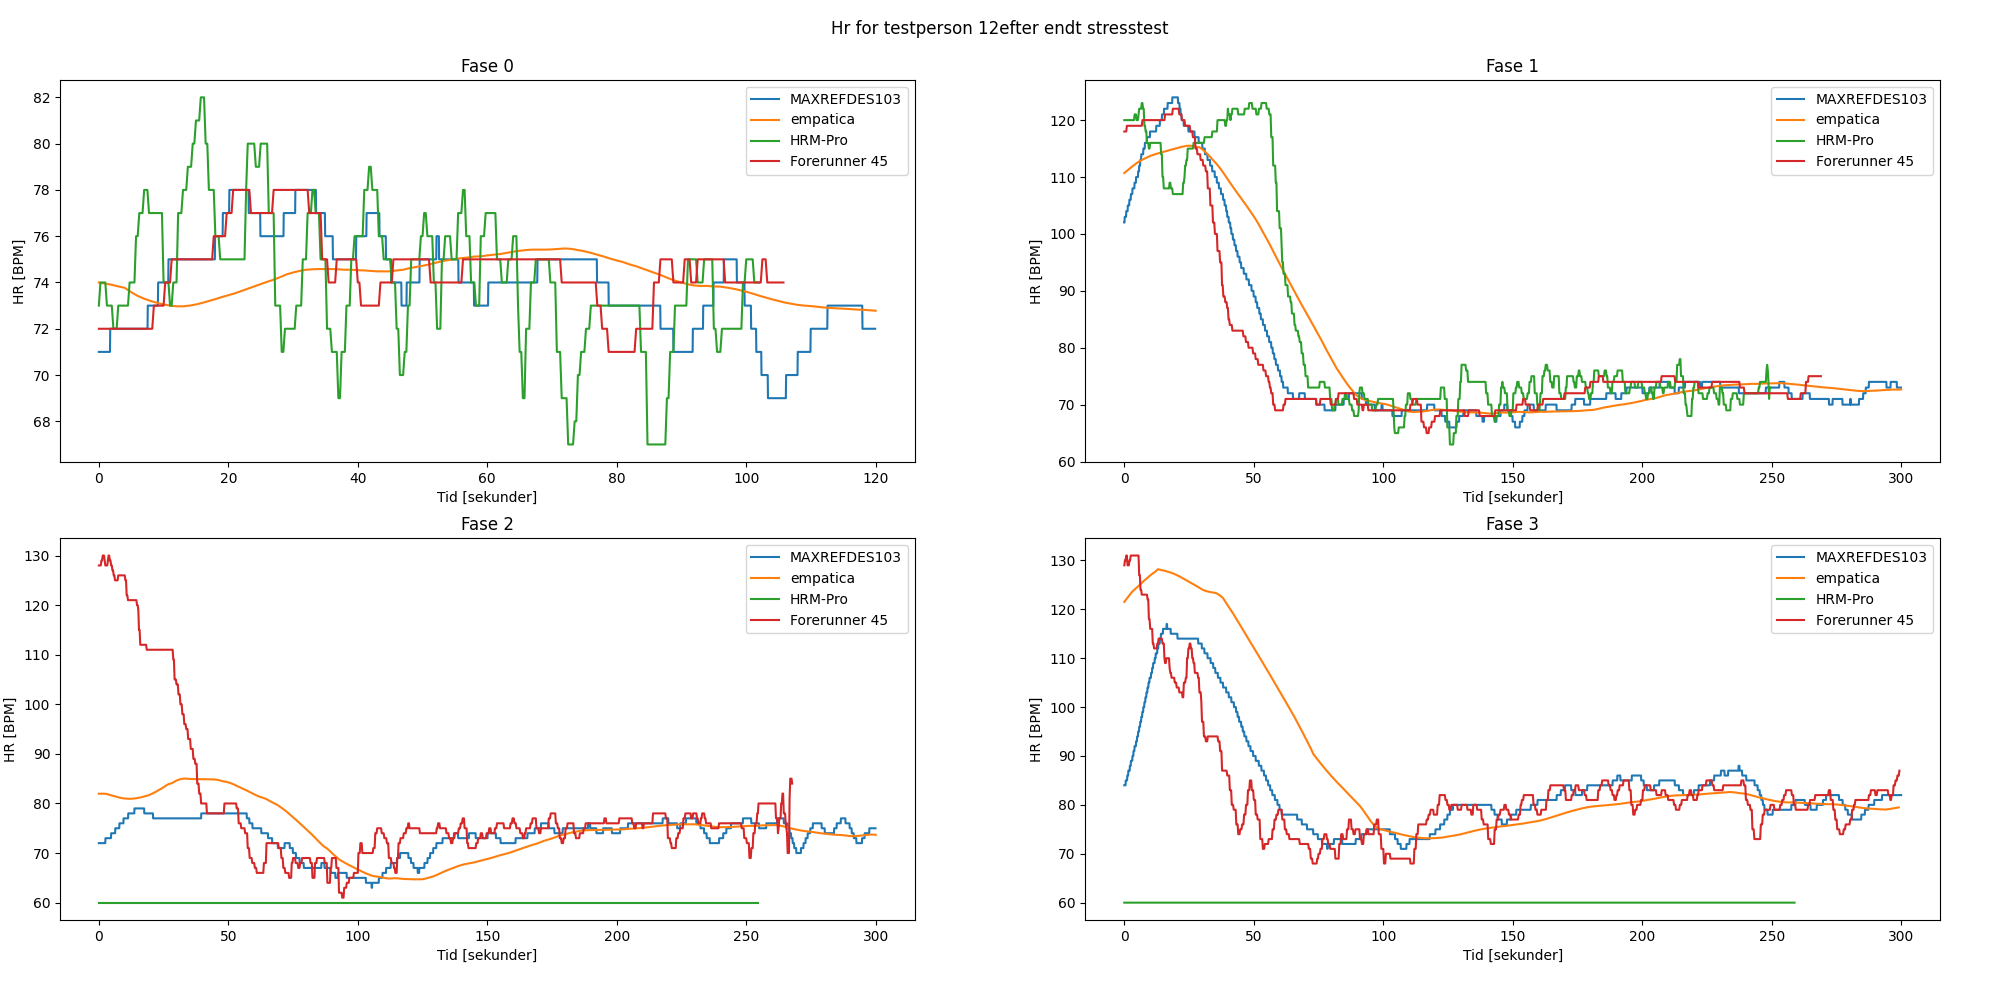 Hr for testperson 12efter endt stresstest
Fase 0
HR [BPM]
82
80
78
76
74
72
70
68
0 20 40 60 80 100 120
Tid [sekunder]
MAXREFDES103
empatica
HRM-Pro
Forerunner 45
Fase 1
HR [BPM]
120
110
100
90
80
70
60
0 50 100 150 200 250 300
Tid [sekunder]
MAXREFDES103
empatica
HRM-Pro
Forerunner 45
Fase 2
HR [BPM]
130
120
110
100
90
80
70
60
0 50 100 150 200 250 300
Tid [sekunder]
MAXREFDES103
empatica
HRM-Pro
Forerunner 45
Fase 3
HR [BPM]
130
120
110
100
90
80
70
60
0 50 100 150 200 250 300
Tid [sekunder]
MAXREFDES103
empatica
HRM-Pro
Forerunner 45